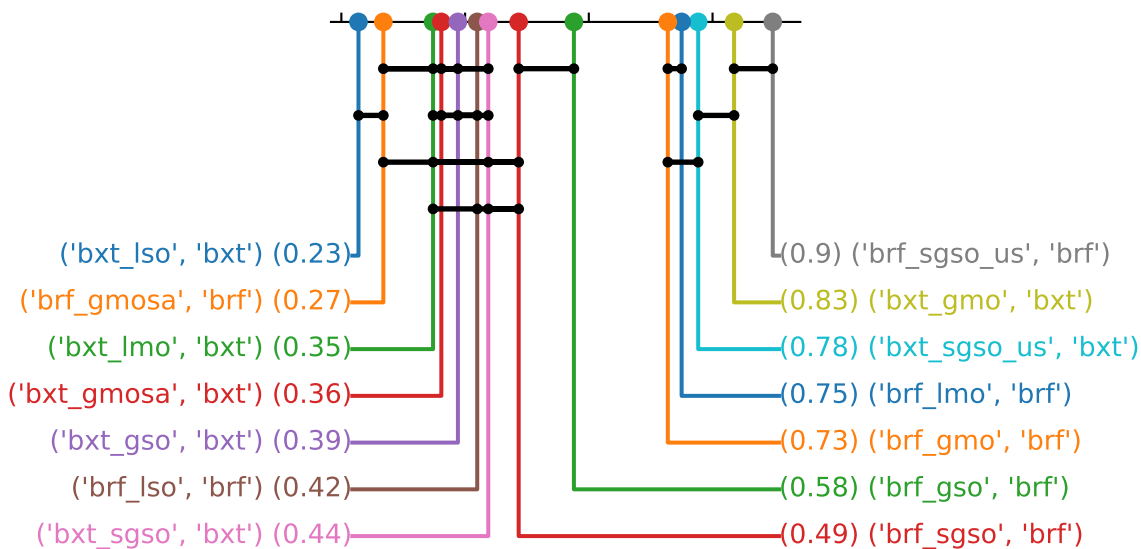 ('bxt_lso', 'bxt') (0.23)
('brf_gmosa', 'brf') (0.27)
('bxt_lmo', 'bxt') (0.35)
('bxt_gmosa', 'bxt') (0.36)
('bxt_gso', 'bxt') (0.39)
('brf_lso', 'brf') (0.42)
('bxt_sgso', 'bxt') (0.44)
(0.9) ('brf_sgso_us', 'brf')
(0.83) ('bxt_gmo', 'bxt')
(0.78) ('bxt_sgso_us', 'bxt')
(0.75) ('brf_lmo', 'brf')
(0.73) ('brf_gmo', 'brf')
(0.58) ('brf_gso', 'brf')
(0.49) ('brf_sgso', 'brf')